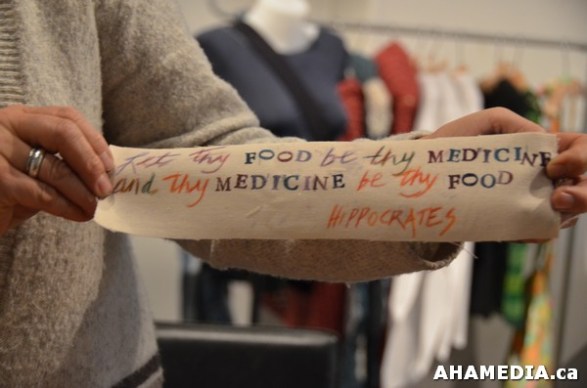 Let thy FOOD be thy MEDICINE
and Thy MEDICINE be thy FOOD
HIPPOCRATES
AHAMEDIA.ca